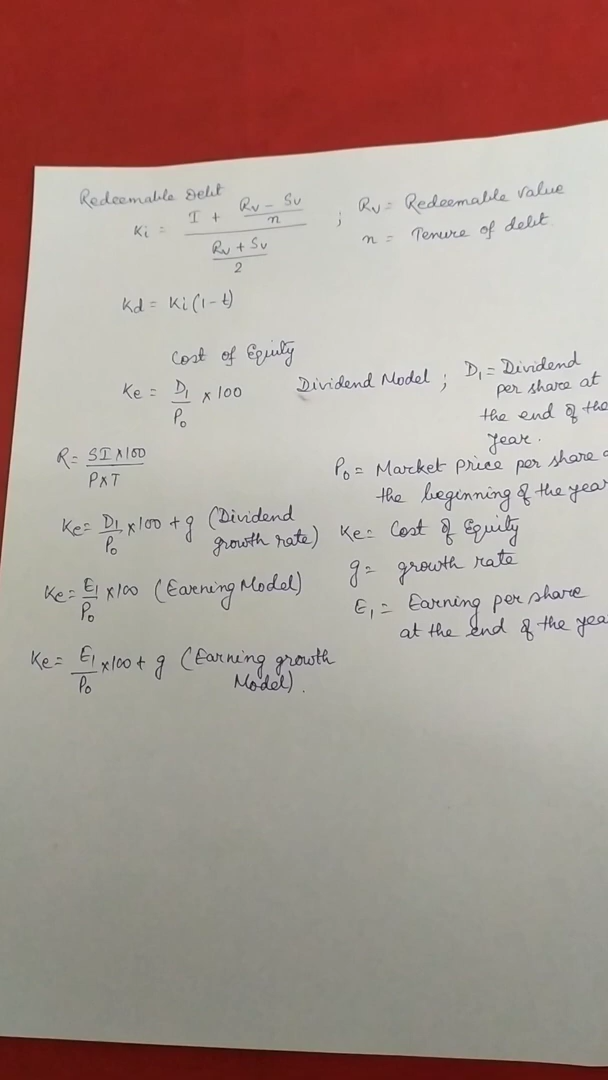 Redeemable Debt
Ki = I + Rv - Sv / n / Rv + Sv / 2 ; Rv = Redeemable value
n = Tenure of debt.
Kd = Ki (1-t)
Cost of Equity
Ke = D1/P0 x 100 Dividend Model ; D1 = Dividend
per share at
the end of the
year.
R = SI x 100 / P x T
P0 = Market price per share
the beginning of the year
Ke = D1/P0 x 100 + g (Dividend
growth rate)
Ke = Cost of Equity
g = growth rate
Ke = E1/P0 x 100 (Earning Model)
E1 = Earning per share
at the end of the yea
Ke = E1/P0 x 100 + g (Earning growth
Model).